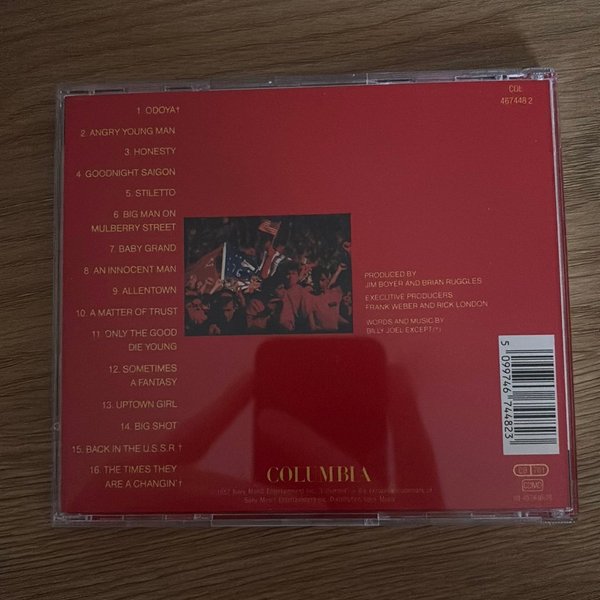 1. ODOYA†
2. ANGRY YOUNG MAN
3. HONESTY
4. GOODNIGHT SAIGON
5. STILETTO
6. BIG MAN ON
MULBERRY STREET
7. BABY GRAND
8. AN INNOCENT MAN
9. ALLENTOWN
10. A MATTER OF TRUST
11. ONLY THE GOOD
DIE YOUNG
12. SOMETIMES
A FANTASY
13. UPTOWN GIRL
14. BIG SHOT
15. BACK IN THE U.S.S.R.†
16. THE TIMES THEY
ARE A CHANGIN'†
COL
467448 2
PRODUCED BY
JIM BOYER AND BRIAN RUGGLES
EXECUTIVE PRODUCERS
FRANK WEBER AND RICK LONDON
WORDS AND MUSIC BY
BILLY JOEL EXCEPT(†)
5 099746 744823
COLUMBIA
Sony Music Entertainment Inc.